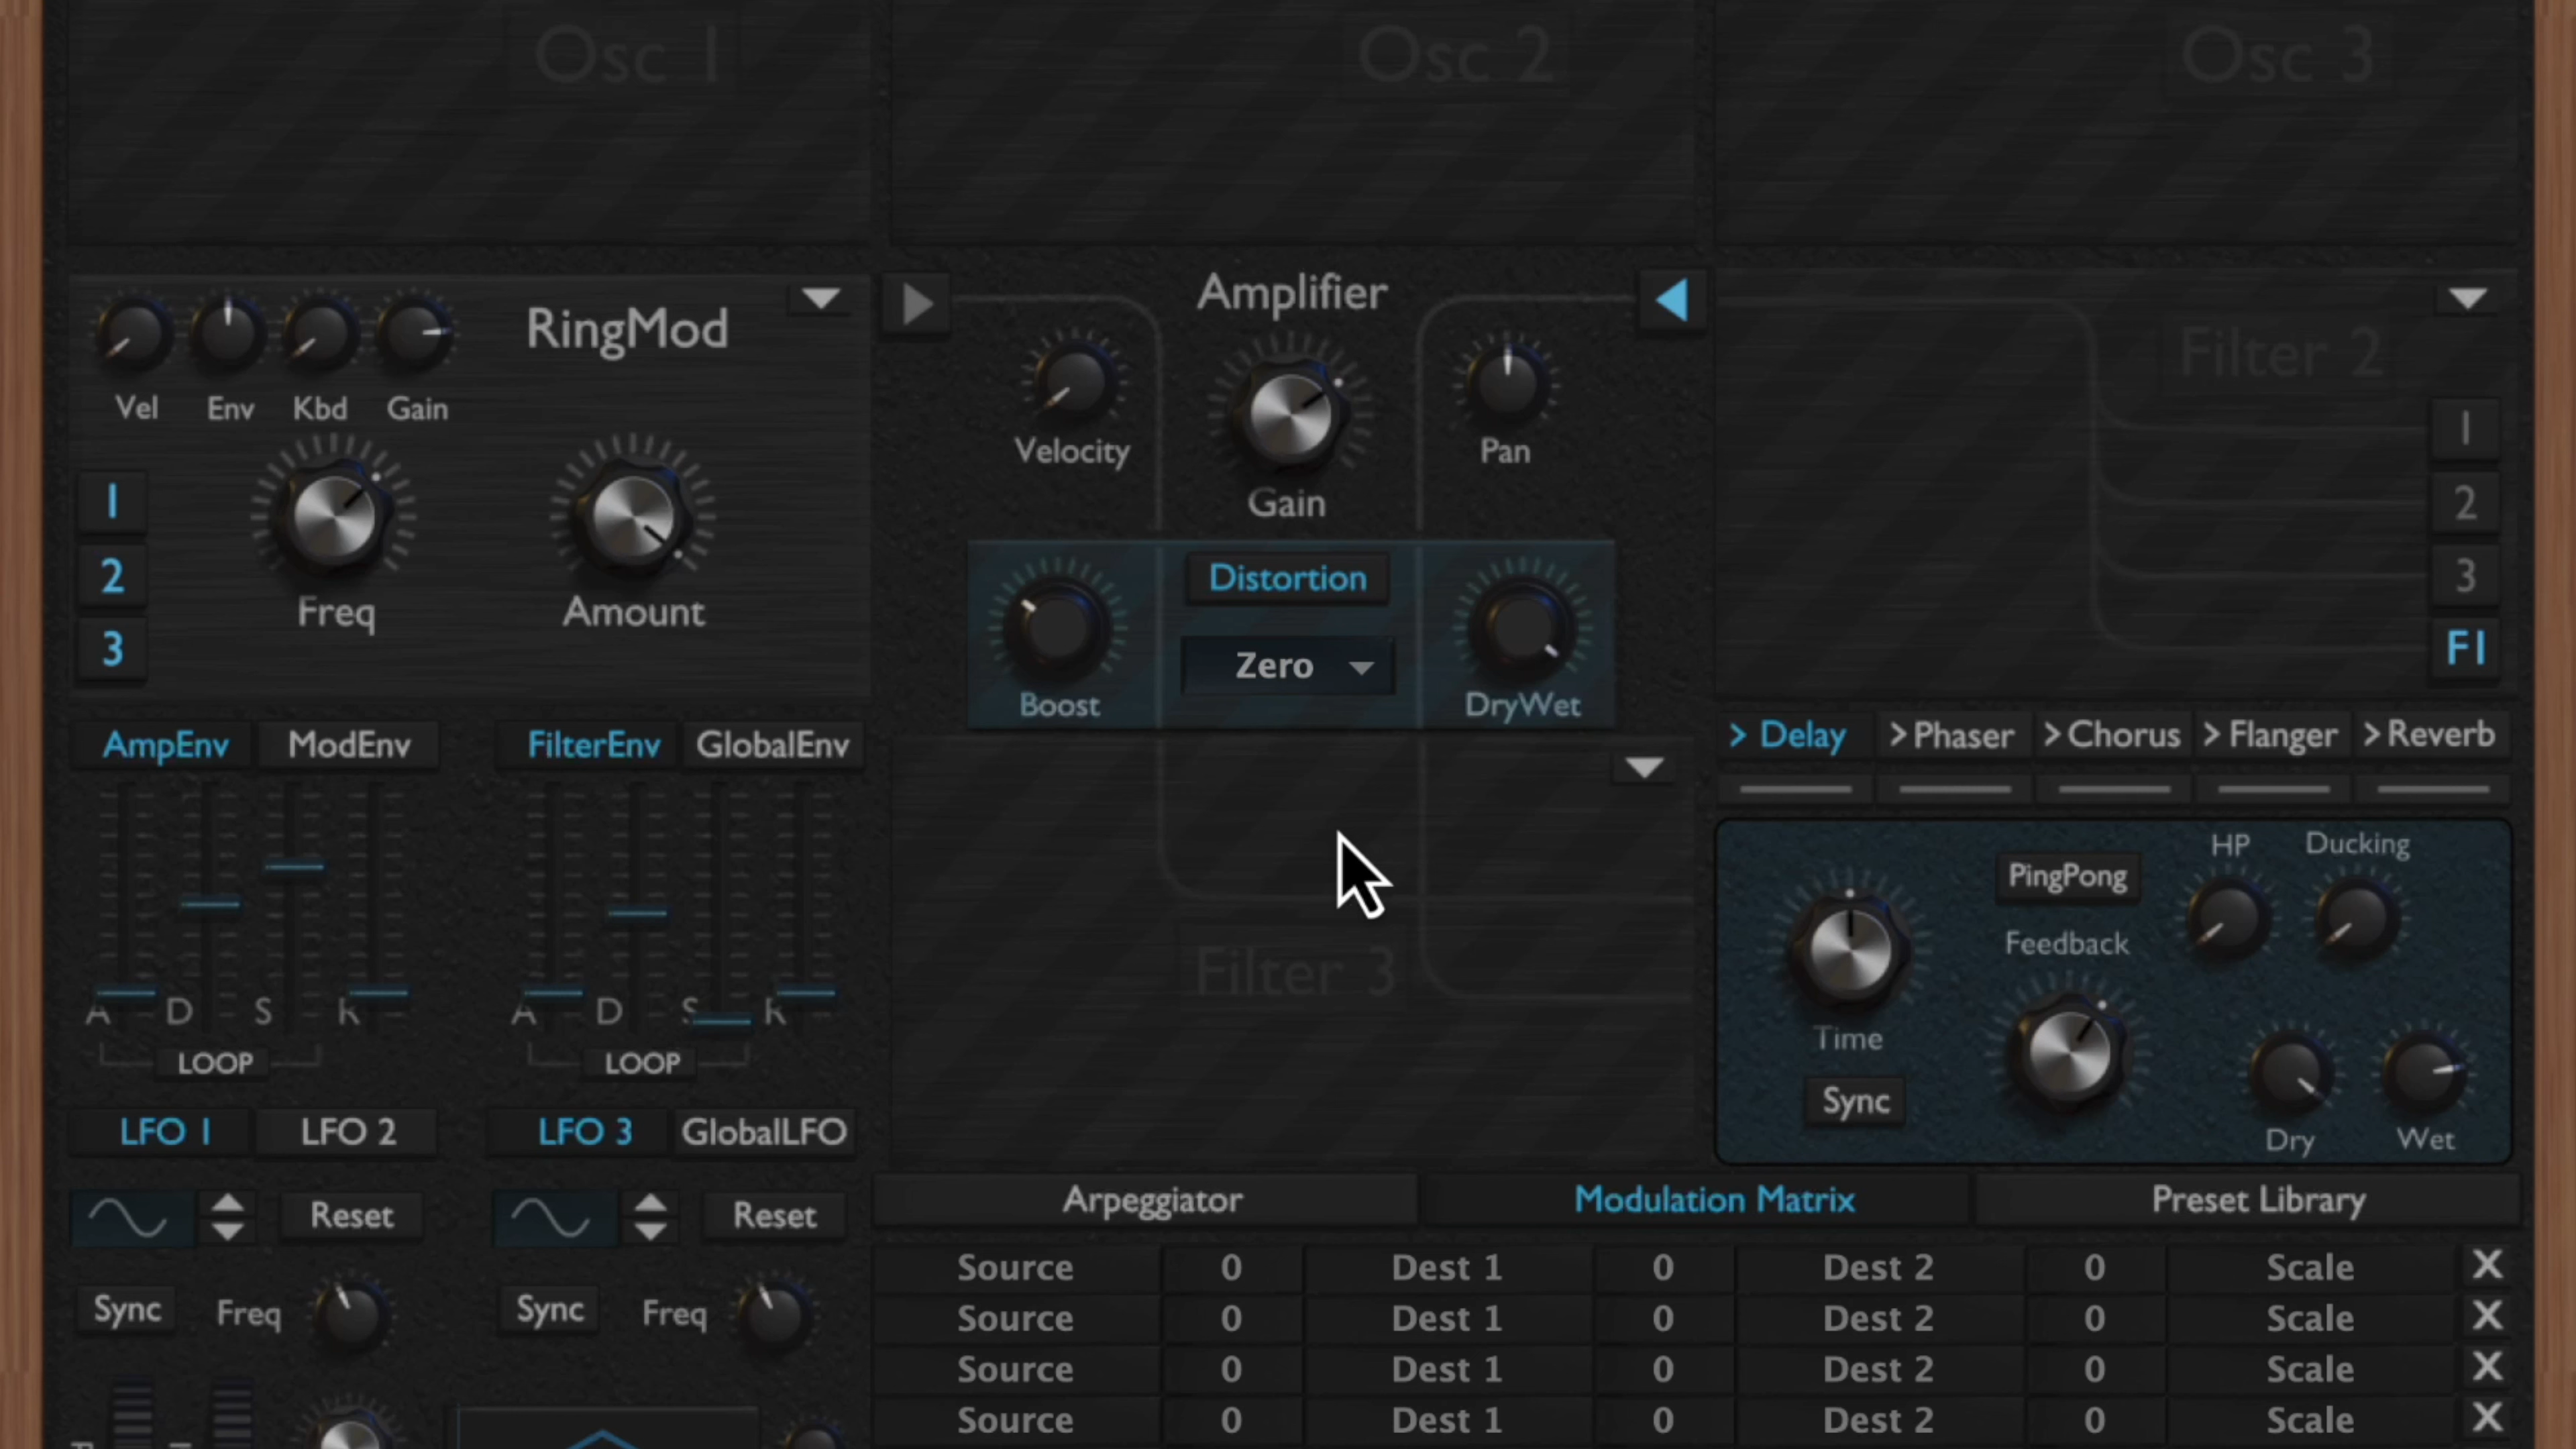 Osc 1 Osc 2 Osc 3
Vel Env Kbd Gain RingMod
1
2
3
Freq Amount
Amplifier
Velocity Gain Pan
Distortion
Zero
Boost DryWet
Filter 2
1
2
3
F1
AmpEnv ModEnv FilterEnv GlobalEnv
A D S R A D S R
LOOP LOOP
Filter 3
> Delay >Phaser >Chorus >Flanger >Reverb
HP Ducking
PingPong
Feedback
Time
Sync
Dry Wet
LFO 1 LFO 2 LFO 3 GlobalLFO
Reset Reset
Sync Freq Sync Freq
Arpeggiator Modulation Matrix Preset Library
Source 0 Dest 1 0 Dest 2 0 Scale X
Source 0 Dest 1 0 Dest 2 0 Scale X
Source 0 Dest 1 0 Dest 2 0 Scale X
Source 0 Dest 1 0 Dest 2 0 Scale X